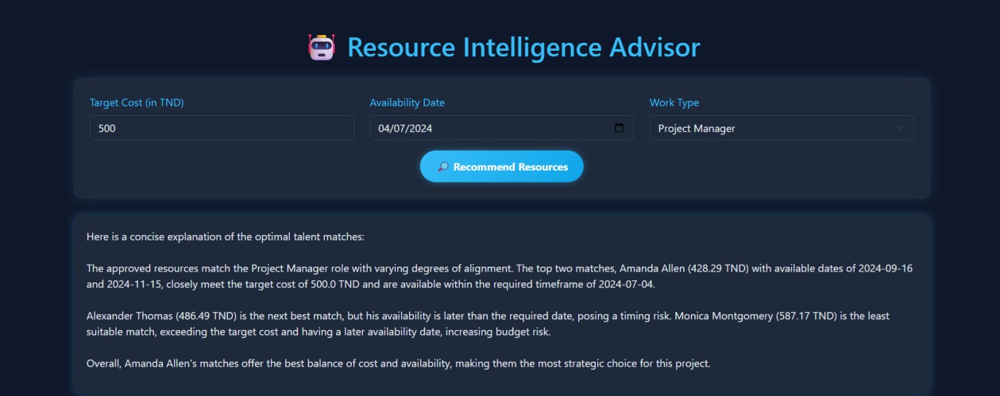 Resource Intelligence Advisor
Target Cost (in TND)
Availability Date
Work Type
500
04/07/2024
Project Manager
Recommend Resources
Here is a concise explanation of the optimal talent matches:
The approved resources match the Project Manager role with varying degrees of alignment. The top two matches, Amanda Allen (428.29 TND) with available dates of 2024-09-16
and 2024-11-15, closely meet the target cost of 500.0 TND and are available within the required timeframe of 2024-07-04.
Alexander Thomas (486.49 TND) is the next best match, but his availability is later than the required date, posing a timing risk. Monica Montgomery (587.17 TND) is the least
suitable match, exceeding the target cost and having a later availability date, increasing budget risk.
Overall, Amanda Allen's matches offer the best balance of cost and availability, making them the most strategic choice for this project.